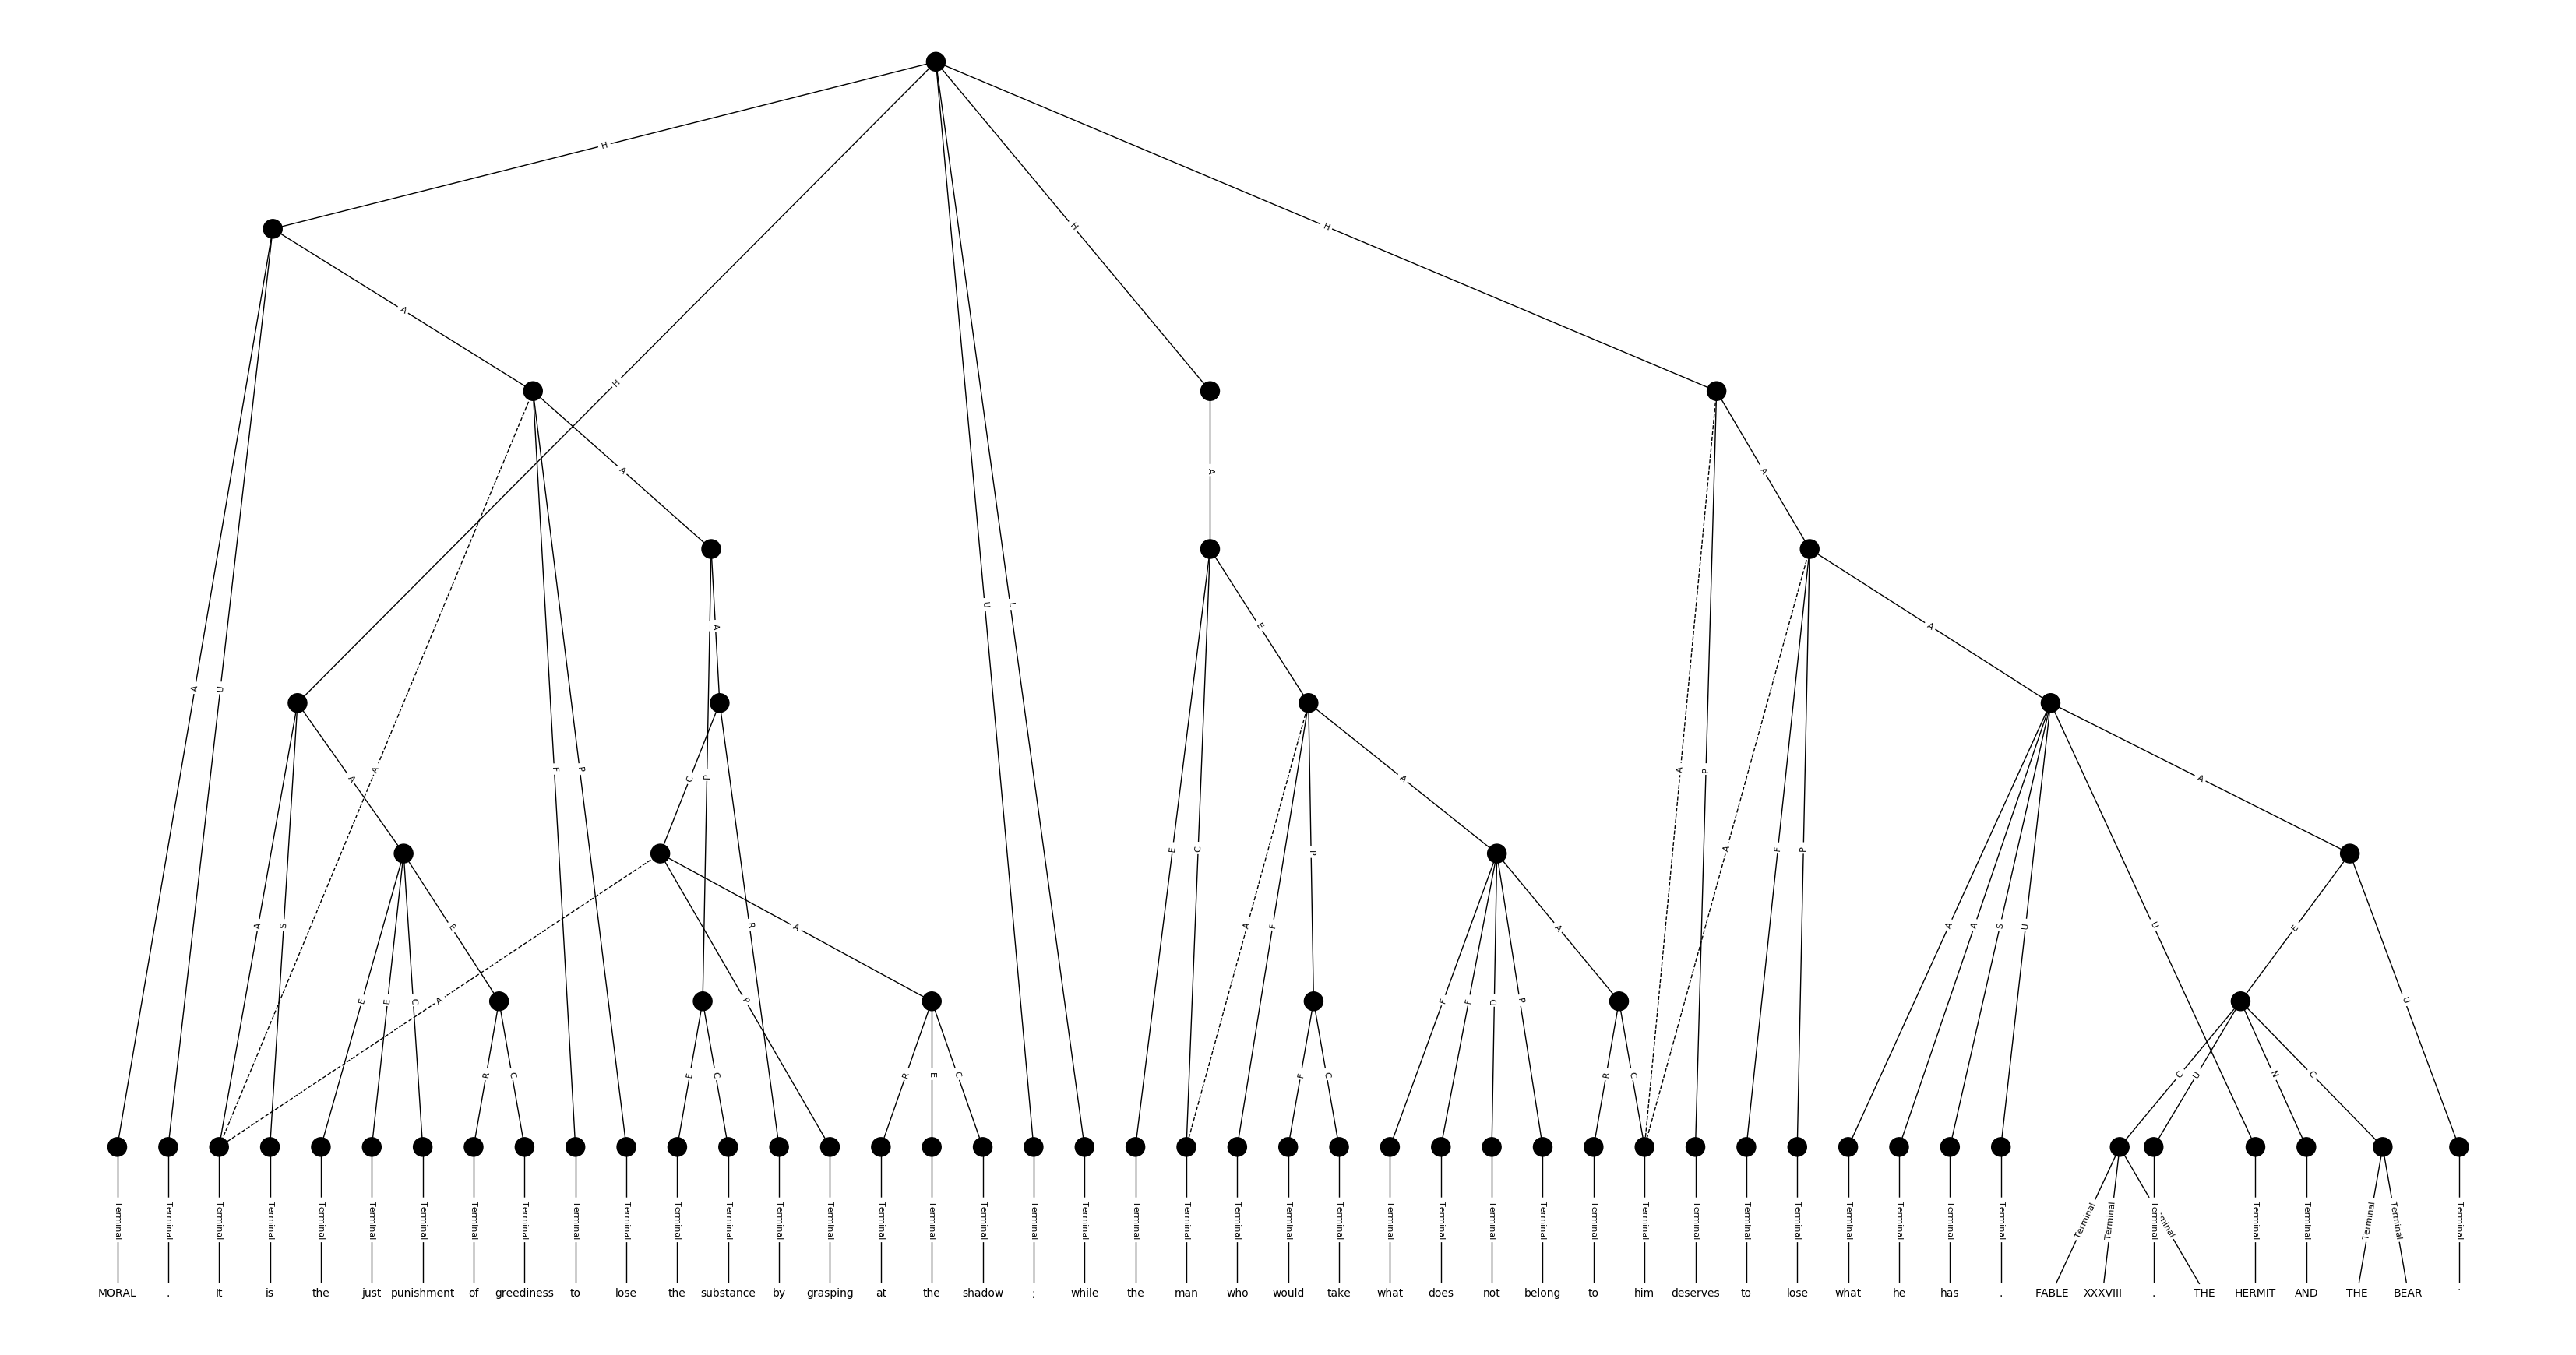 H
H
H
H
A
H
A
A
A
U
L
A
A
A
U
A
A
C
P
F
P
A
P
A
A
E
C
P
A
F
P
A
S
R
A
A
F
A
A
A
S
U
U
E
E
E
C
E
A
P
F
F
D
P
U
R
C
E
C
R
E
C
F
C
R
C
C
U
N
C
Terminal Terminal Terminal Terminal Terminal Terminal Terminal Terminal Terminal Terminal Terminal Terminal Terminal Terminal Terminal Terminal Terminal Terminal Terminal Terminal Terminal Terminal Terminal Terminal Terminal Terminal Terminal Terminal Terminal Terminal Terminal Terminal Terminal Terminal Terminal Terminal Terminal Terminal Terminal Terminal Terminal Terminal Terminal Terminal Terminal Terminal
MORAL . It is the just punishment of greediness to lose the substance by grasping at the shadow ; while the man who would take what does not belong to him deserves to lose what he has . FABLE XXXVIII . THE HERMIT AND THE BEAR